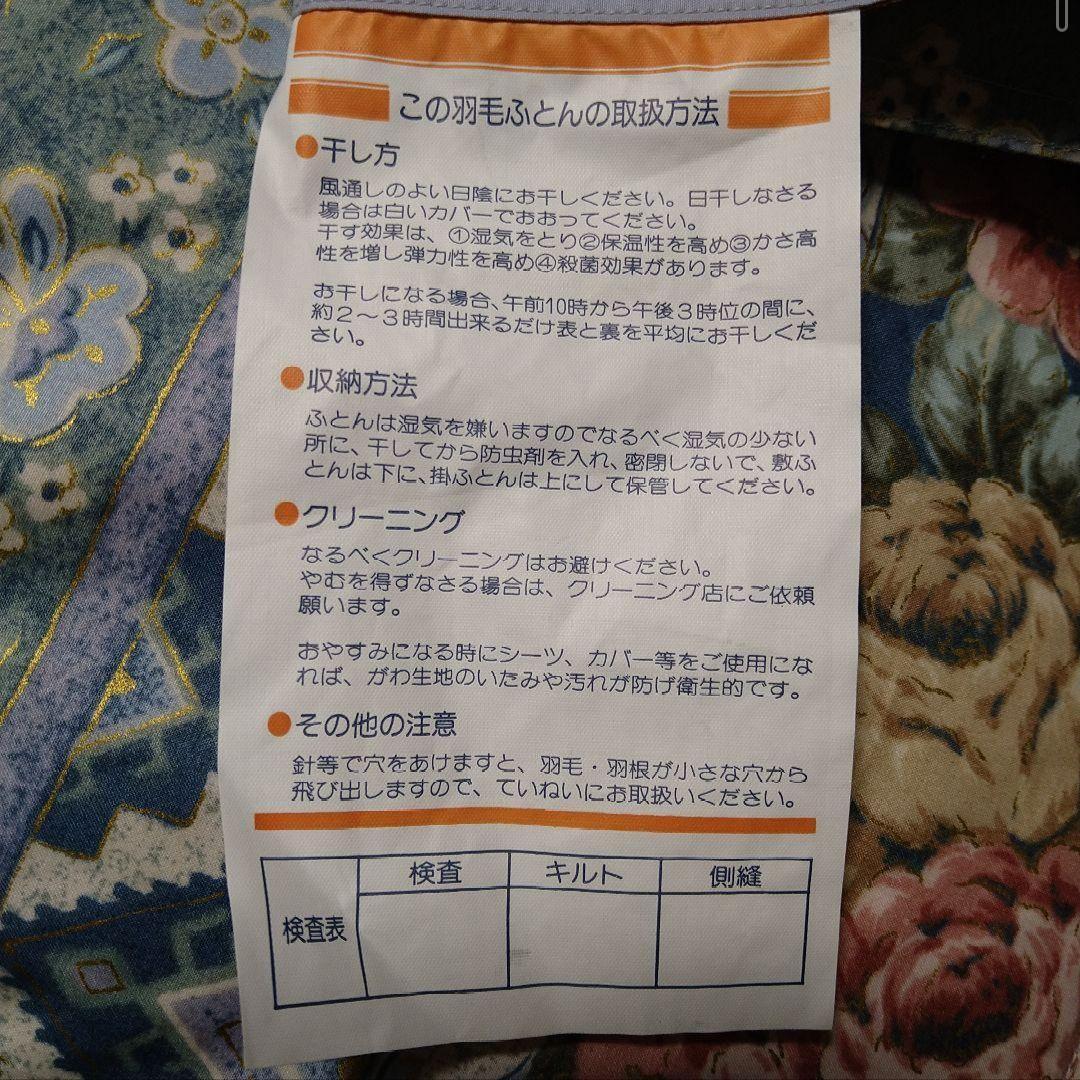 この羽毛ふとんの取扱方法
●干し方
風通しのよい日陰にお干しください。日干しなさる
場合は白いカバーでおおってください。
干す効果は、①湿気をとり②保温性を高め③かさ高
性を増し弾力性を高め④殺菌効果があります。
お干しになる場合、午前10時から午後3時位の間に、
約2～3時間出来るだけ表と裏を平均にお干しくだ
さい。
●収納方法
ふとんは湿気を嫌いますのでなるべく湿気の少ない
所に、干してから防虫剤を入れ、密閉しないで、敷ふ
とんは下に、掛ふとんは上にして保管してください。
●クリーニング
なるべくクリーニングはお避けください。
やむを得ずなさる場合は、クリーニング店にご依頼
願います。
おやすみになる時にシーツ、カバー等をご使用にな
れば、がわ生地のいたみや汚れが防げ衛生的です。
●その他の注意
針等で穴をあけますと、羽毛・羽根が小さな穴から
飛び出しますので、ていねいにお取扱いください。
検査 キルト 側縫
検査表